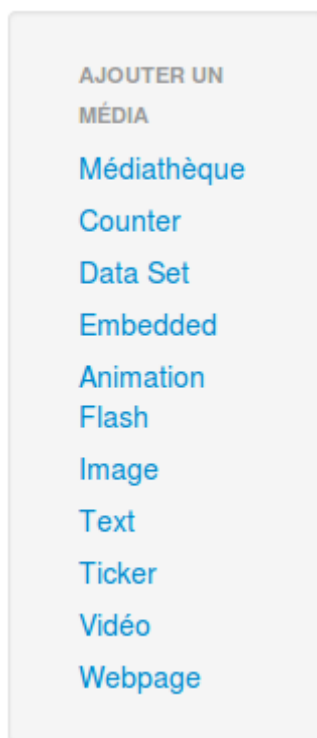 AJOUTER UN
MÉDIA
Médiathèque
Counter
Data Set
Embedded
Animation
Flash
Image
Text
Ticker
Vidéo
Webpage